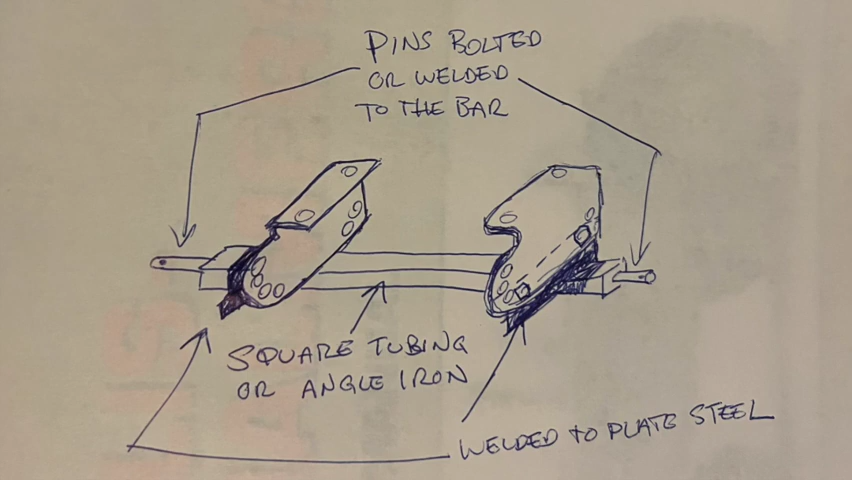 PINS BOLTED
OR WELDED
TO THE BAR
SQUARE TUBING
OR ANGLE IRON
WELDED TO PLATE STEEL